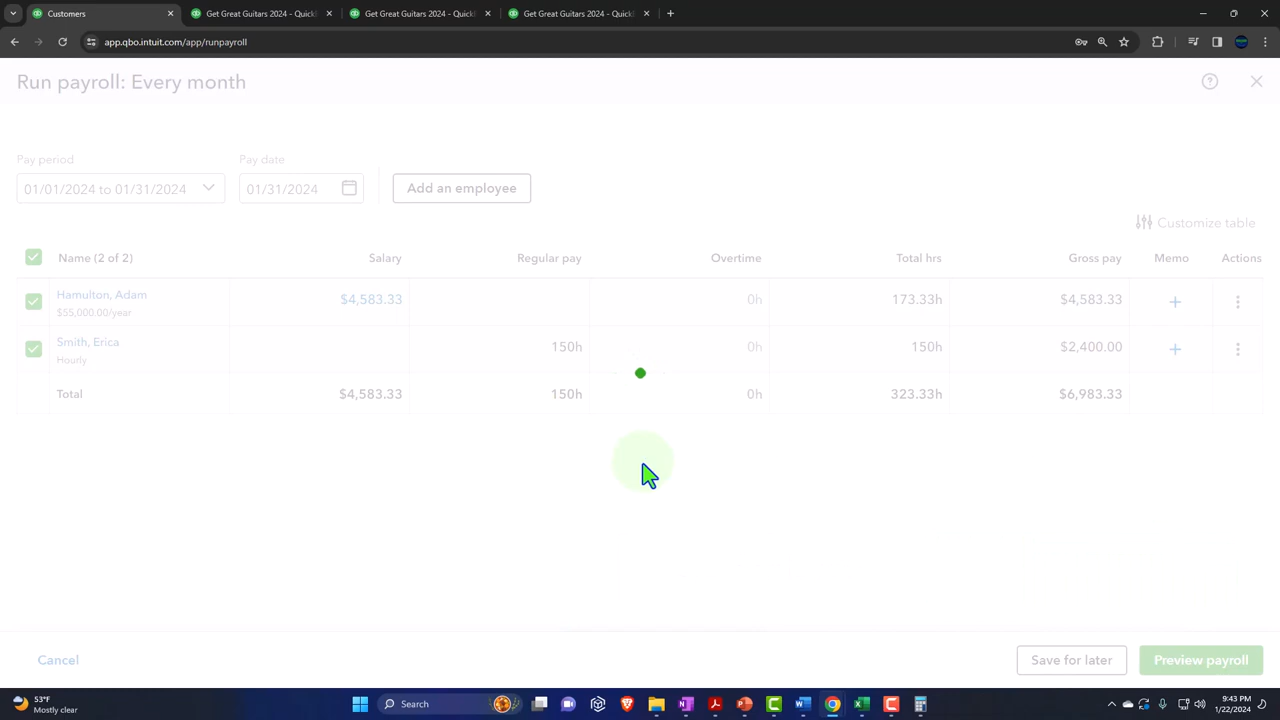 Customers
Get Great Guitars 2024 - Quick
Get Great Guitars 2024 - Quick
Get Great Guitars 2024 - Quick
app.qbo.intuit.com/app/runpayroll
Run payroll: Every month
Pay period
Pay date
01/01/2024 to 01/31/2024
01/31/2024
Add an employee
Customize table
Name (2 of 2) Salary Regular pay Overtime Total hrs Gross pay Memo Actions
Hamulton, Adam $4,583.33 0h 173.33h $4,583.33
$55,000.00/year
Smith, Erica 150h 0h 150h $2,400.00
Hourly
Total $4,583.33 150h 0h 323.33h $6,983.33
Cancel
Save for later
Preview payroll
53°F
Mostly clear
Search
9:43 PM
1/22/2024